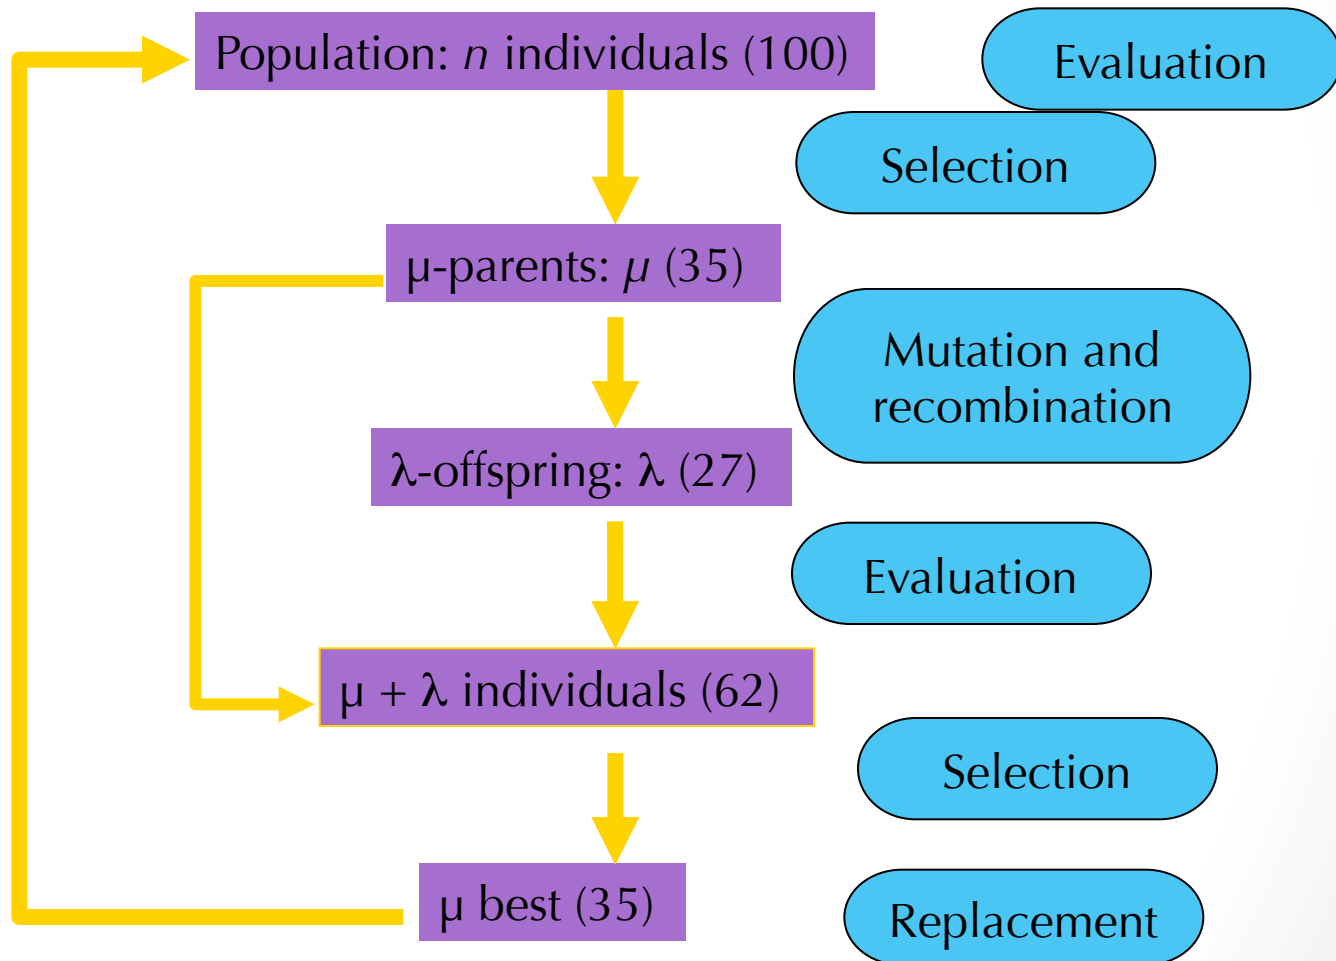 Population: n individuals (100)
Evaluation
Selection
µ-parents: µ (35)
Mutation and
recombination
λ-offspring: λ (27)
Evaluation
µ + λ individuals (62)
Selection
µ best (35)
Replacement